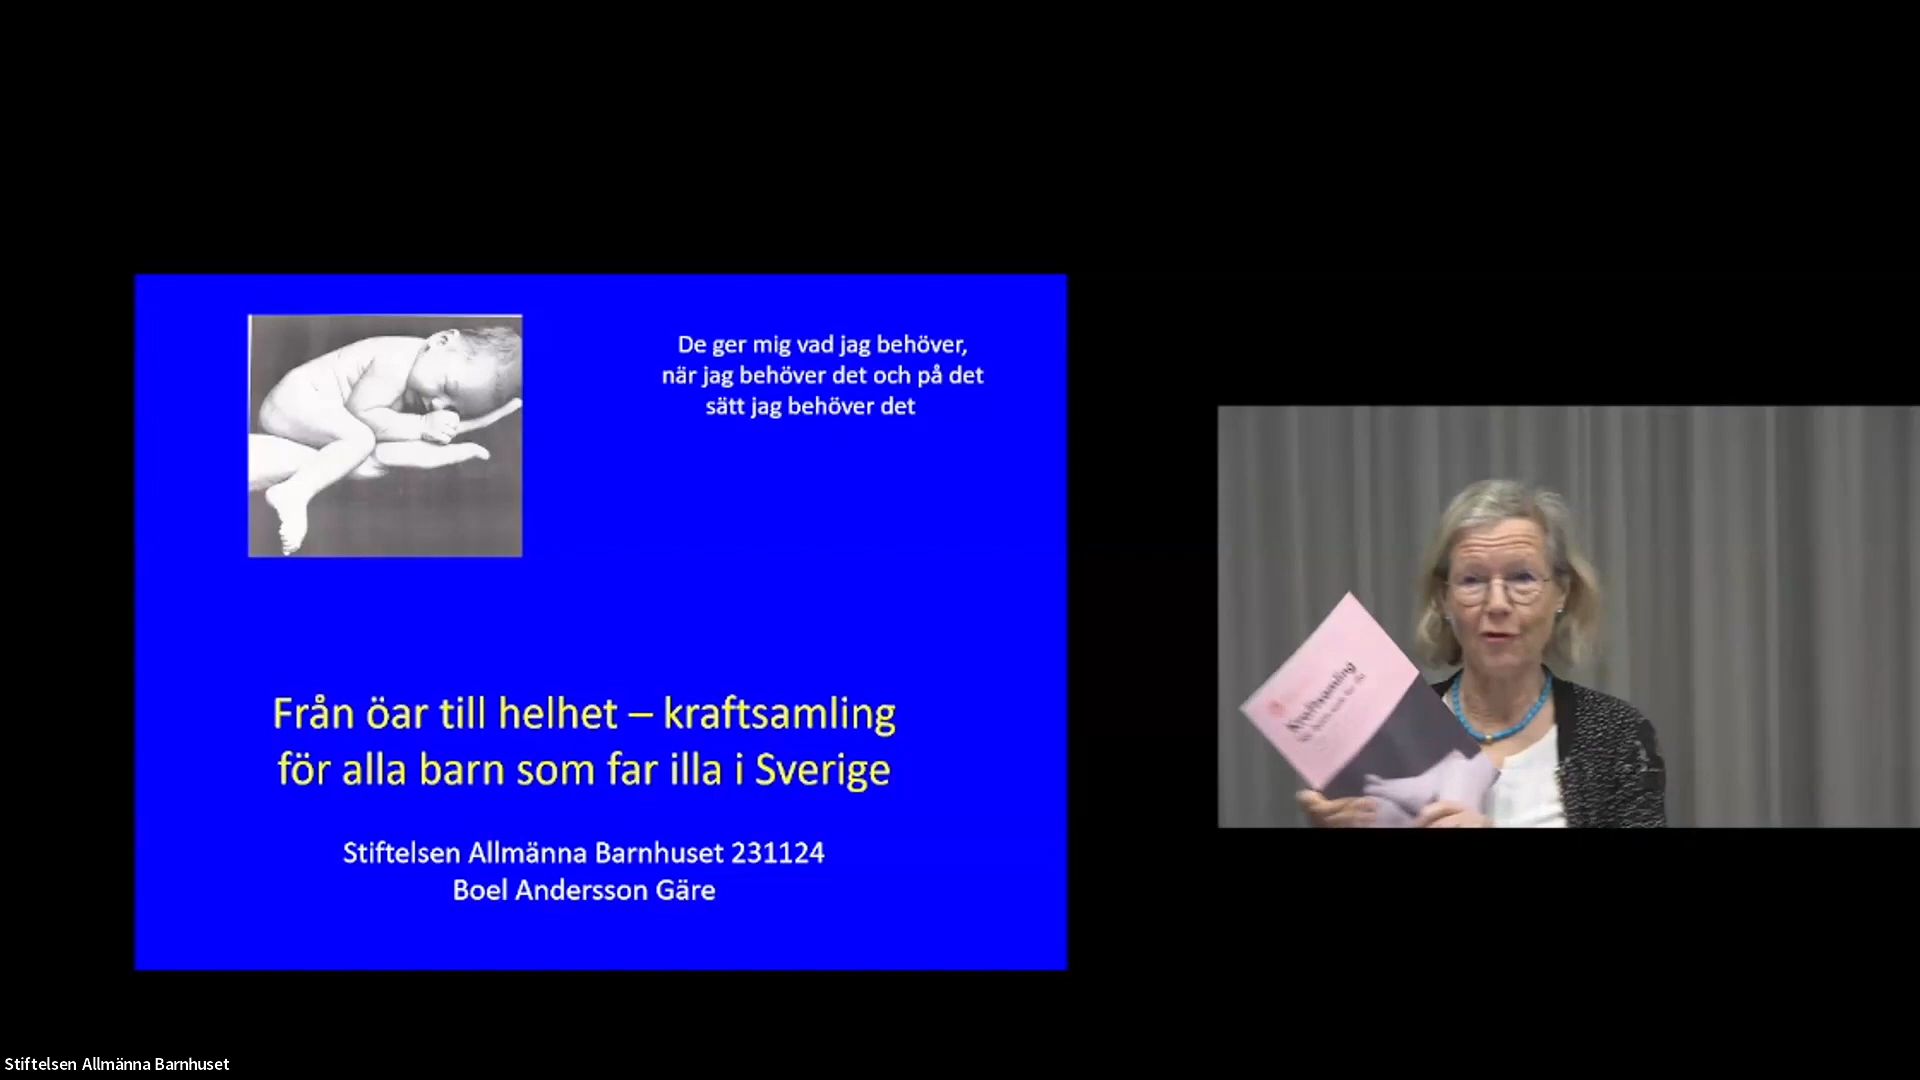 De ger mig vad jag behöver,
när jag behöver det och på det
sätt jag behöver det
Från öar till helhet – kraftsamling
för alla barn som far illa i Sverige
Stiftelsen Allmänna Barnhuset 231124
Boel Andersson Gäre
Kraftsamling
Stiftelsen Allmänna Barnhuset